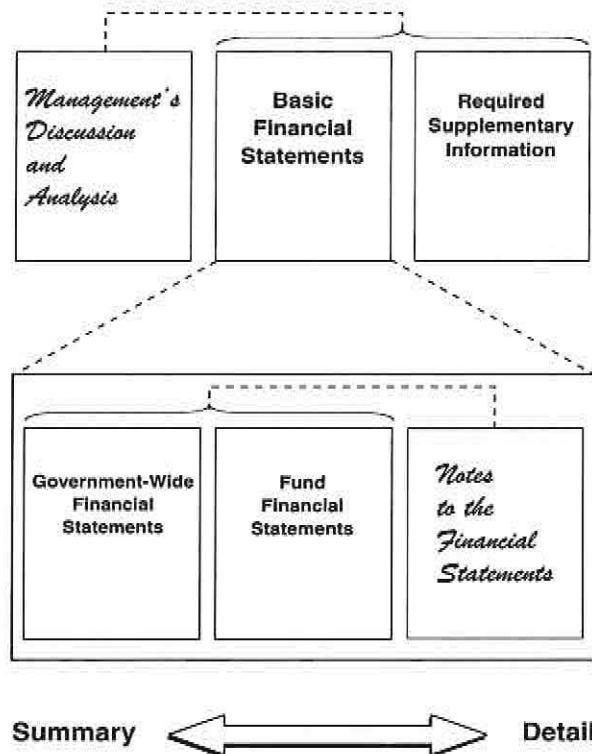 Management's
Discussion
and
Analysis
Basic
Financial
Statements
Required
Supplementary
Information
Government-Wide
Financial
Statements
Fund
Financial
Statements
Notes
to the
Financial
Statements
Summary
Detail